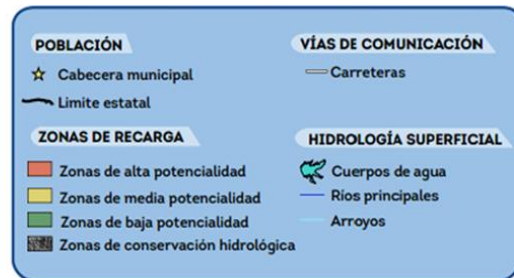 POBLACIÓN
Cabecera municipal
Limite estatal
ZONAS DE RECARGA
Zonas de alta potencialidad
Zonas de media potencialidad
Zonas de baja potencialidad
Zonas de conservación hidrológica
VÍAS DE COMUNICACIÓN
Carreteras
HIDROLOGÍA SUPERFICIAL
Cuerpos de agua
Ríos principales
Arroyos